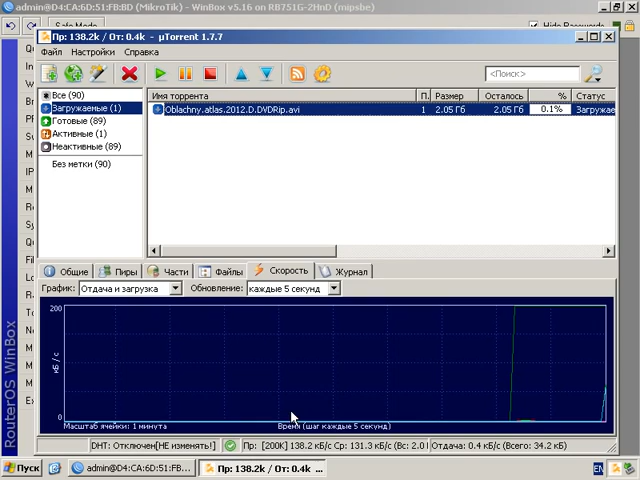 admin@D4:CA:6D:51:FB:BD (MikroTik) - WinBox v5.16 on RB751G-2HnD (mipsbe)
Safe Mode
Hide Passwords
Пр: 138.2k / От: 0.4k - µTorrent 1.7.7
Файл Настройки Справка
<Поиск>
Все (90)
Загружаемые (1)
Готовые (89)
Активные (1)
Неактивные (89)
Без метки (90)
Имя торрента П. Размер Осталось % Статус
Oblachny.atlas.2012.D.DVDRip.avi 1 2.05 Гб 2.05 Гб 0.1% Загружае
Общие Пиры Части Файлы Скорость Журнал
График: Отдача и загрузка Обновление: каждые 5 секунд
200
кБ / с
0
Масштаб ячейки: 1 минута Время (шаг каждые 5 секунд)
DHT: Отключен[НЕ изменять!] Пр: [200K] 138.2 кБ/с Ср: 131.3 кБ/с (Вс: 2.0 Отдача: 0.4 кБ/с (Всего: 34.2 кБ)
RouterOS WinBox
Пуск admin@D4:CA:6D:51:FB... Пр: 138.2k / От: 0.4k ... EN